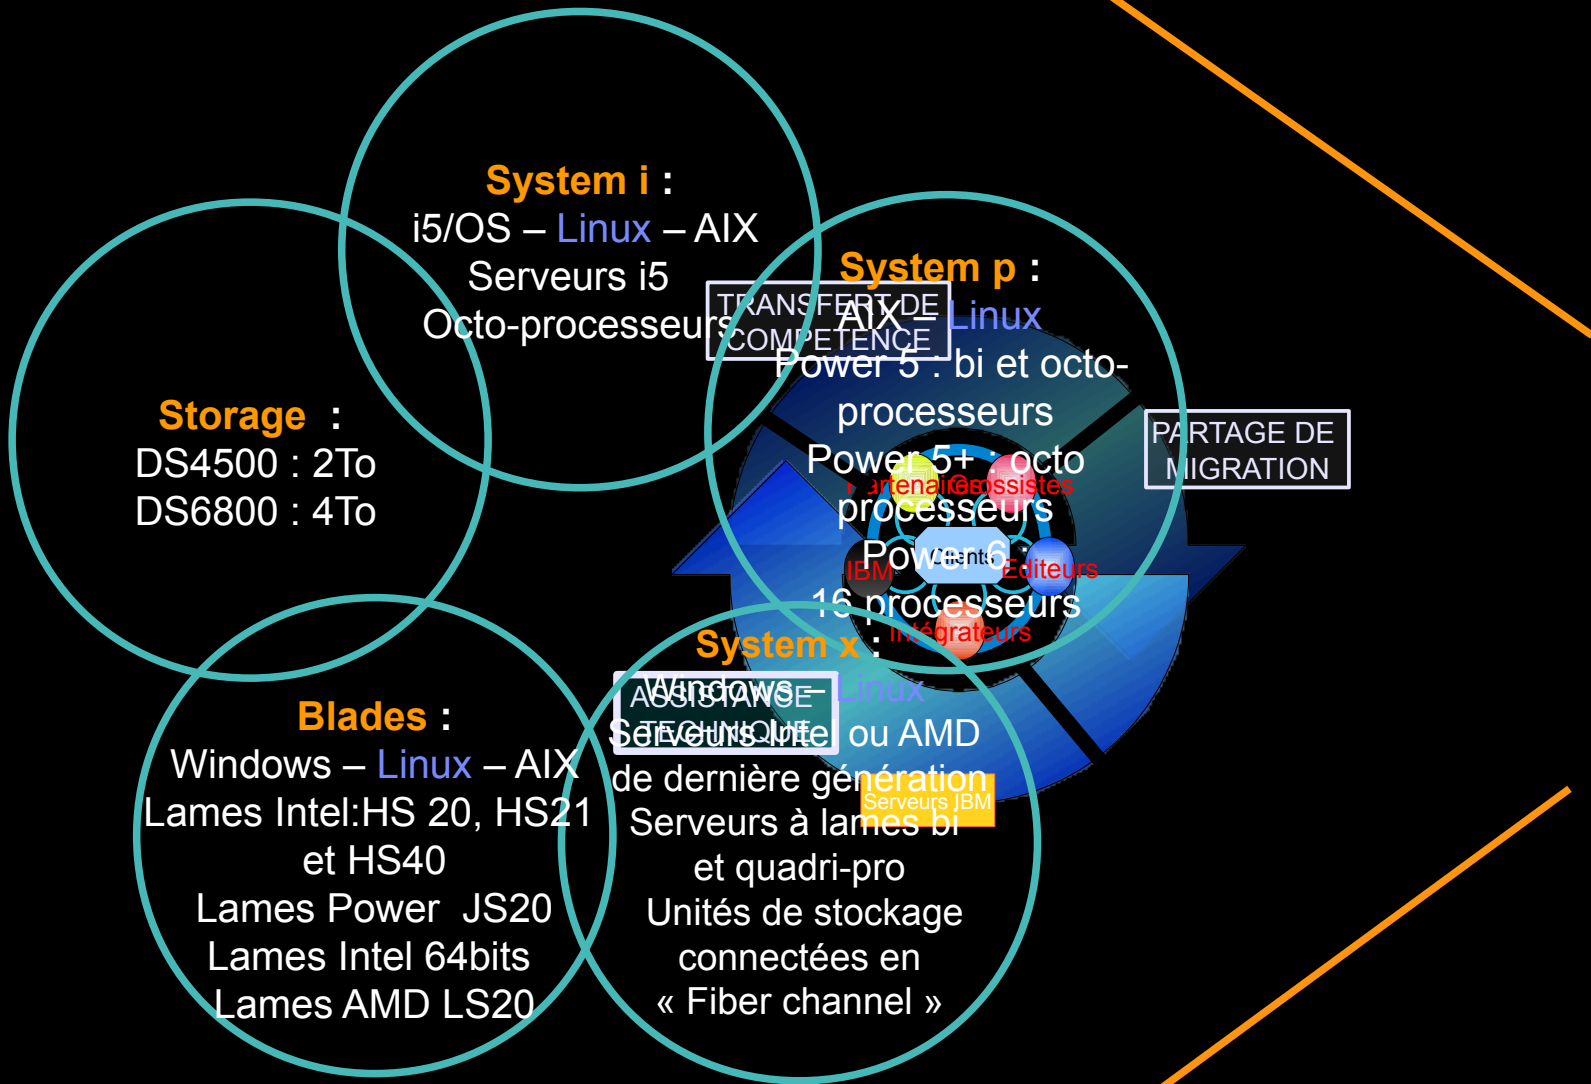 System i :
i5/OS – Linux – AIX
Serveurs i5
Octo-processeurs
System p :
AIX – Linux
Power 5 : bi et octo-
processeurs
Power 5+ : octo
processeurs
Power 6 :
16 processeurs
TRANSFERT DE
COMPETENCE
PARTAGE DE
MIGRATION
Storage :
DS4500 : 2To
DS6800 : 4To
Partenaires
Grossistes
Clients
IBM
Editeurs
Intégrateurs
Blades :
Windows – Linux – AIX
Lames Intel:HS 20, HS21
et HS40
Lames Power JS20
Lames Intel 64bits
Lames AMD LS20
System x :
Windows – Linux
Serveurs Intel ou AMD
de dernière génération
Serveurs à lames bi
et quadri-pro
Unités de stockage
connectées en
« Fiber channel »
ASSISTANCE
TECHNIQUE
Serveurs IBM